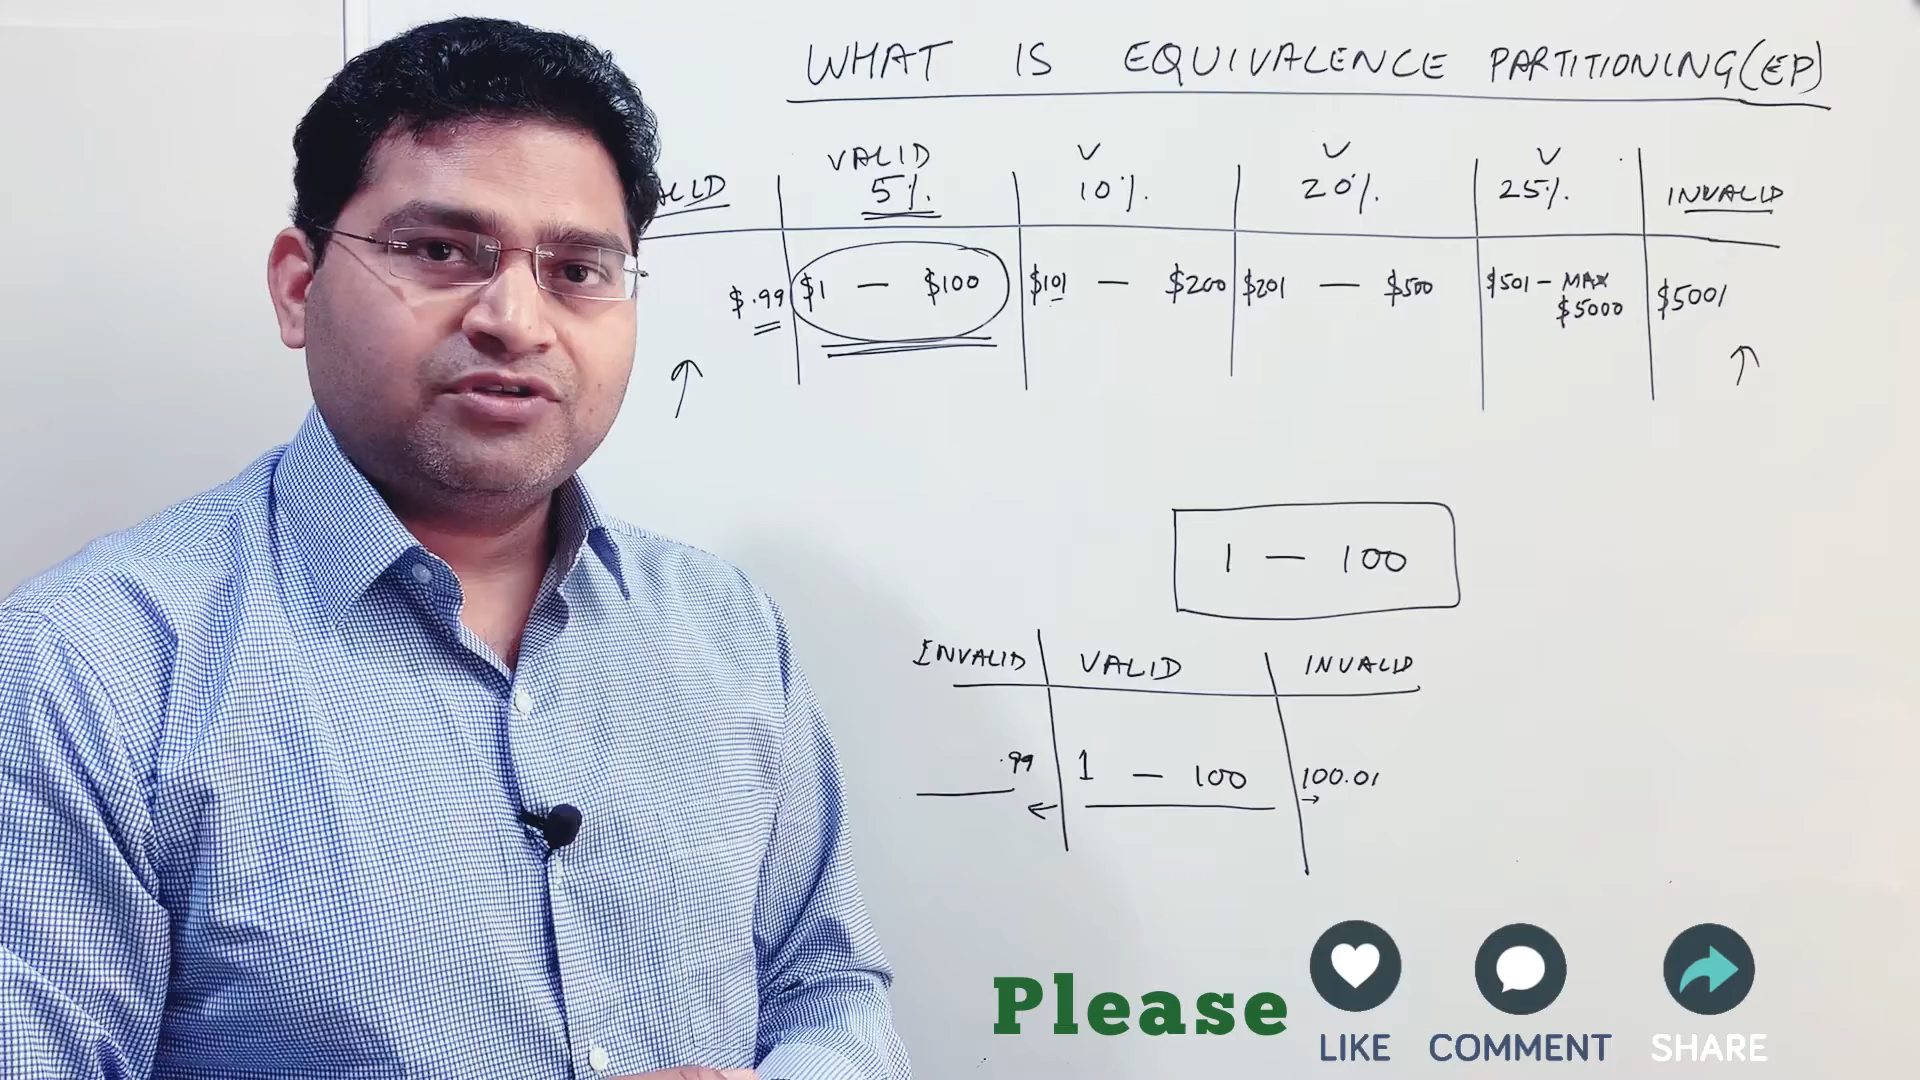 WHAT IS EQUIVALENCE PARTITIONING(EP)
VALID V V V
5%. 10%. 20%. 25%. INVALID
$.99 $1 — $100 $101 — $200 $201 — $500 $501 - MAX $5000 $5001
1 — 100
INVALID VALID INVALID
.99 1 — 100 100.01
Please
LIKE COMMENT SHARE